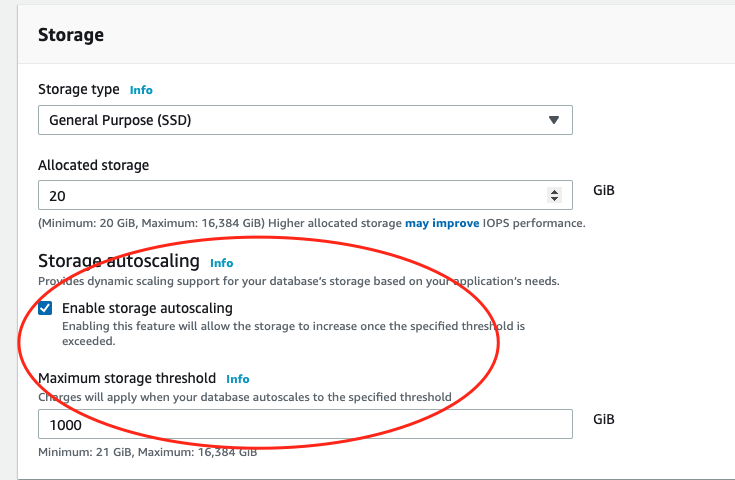 Storage
Storage type Info
General Purpose (SSD)
Allocated storage
20
GiB
(Minimum: 20 GiB, Maximum: 16,384 GiB) Higher allocated storage may improve IOPS performance.
Storage autoscaling Info
Provides dynamic scaling support for your database's storage based on your application's needs.
Enable storage autoscaling
Enabling this feature will allow the storage to increase once the specified threshold is
exceeded.
Maximum storage threshold Info
Charges will apply when your database autoscales to the specified threshold
1000
GiB
Minimum: 21 GiB, Maximum: 16,384 GiB